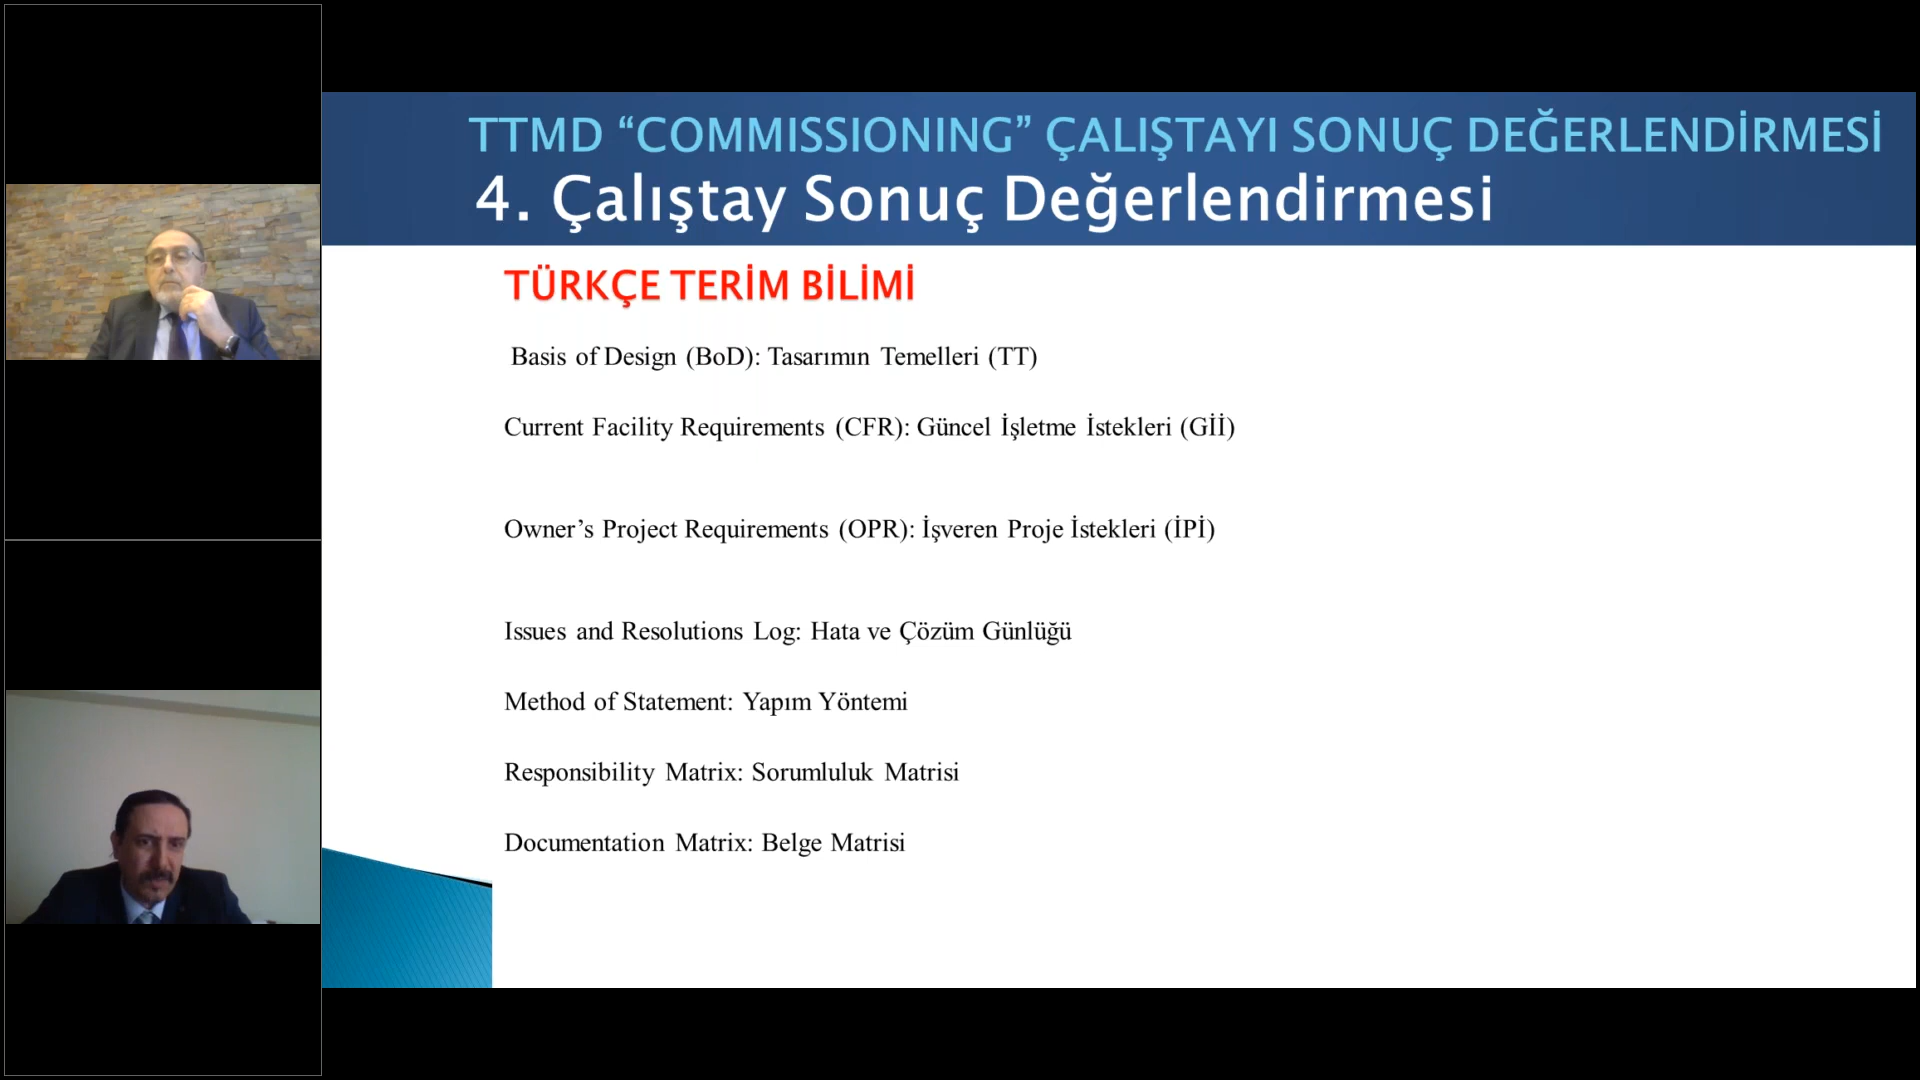 TTMD “COMMISSIONING” ÇALIŞTAYI SONUÇ DEĞERLENDİRMESİ
4. Çalıştay Sonuç Değerlendirmesi
TÜRKÇE TERİM BİLİMİ
Basis of Design (BoD): Tasarımın Temelleri (TT)
Current Facility Requirements (CFR): Güncel İşletme İstekleri (Gİİ)
Owner’s Project Requirements (OPR): İşveren Proje İstekleri (İPİ)
Issues and Resolutions Log: Hata ve Çözüm Günlüğü
Method of Statement: Yapım Yöntemi
Responsibility Matrix: Sorumluluk Matrisi
Documentation Matrix: Belge Matrisi